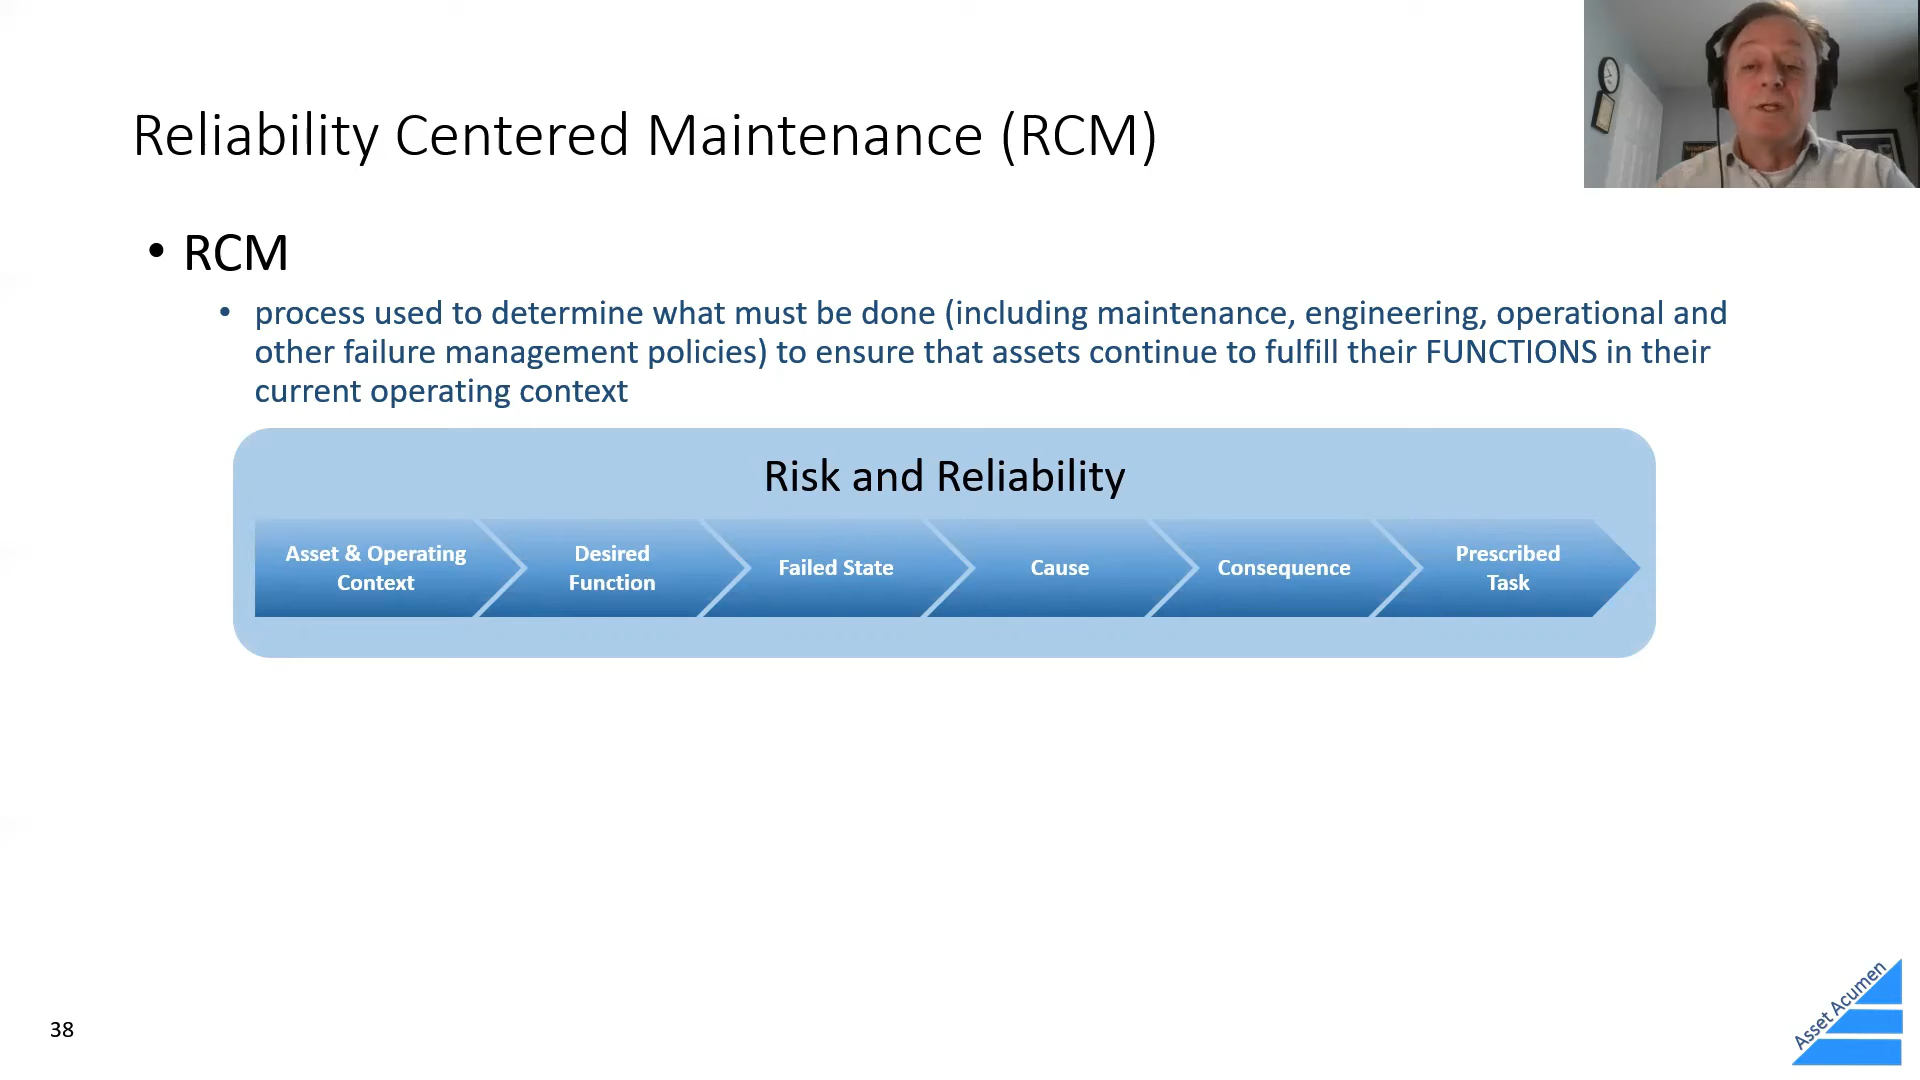 Reliability Centered Maintenance (RCM)
• RCM
• process used to determine what must be done (including maintenance, engineering, operational and
other failure management policies) to ensure that assets continue to fulfill their FUNCTIONS in their
current operating context
Risk and Reliability
Asset & Operating
Context
Desired
Function
Failed State
Cause
Consequence
Prescribed
Task
38
Asset Acumen